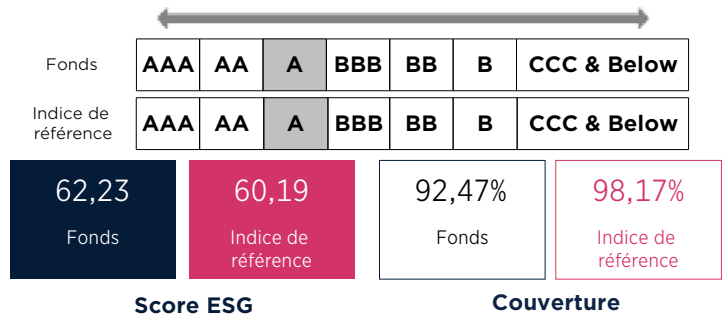 Fonds AAA AA A BBB BB B CCC & Below
Indice de
référence AAA AA A BBB BB B CCC & Below
62,23 60,19 92,47% 98,17%
Fonds Indice de
référence Fonds Indice de
référence
Score ESG Couverture